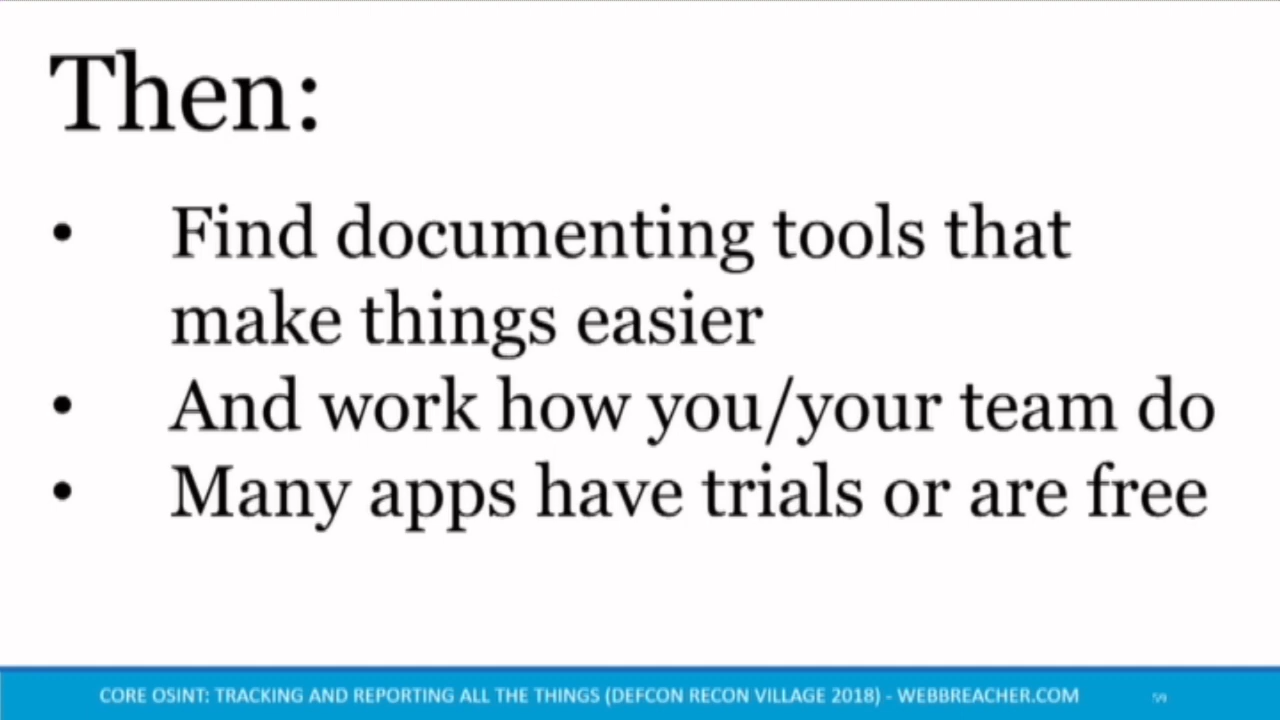 Then:
• Find documenting tools that
make things easier
• And work how you/your team do
• Many apps have trials or are free
CORE OSINT: TRACKING AND REPORTING ALL THE THINGS (DEFCON RECON VILLAGE 2018) - WEBBREACHER.COM 59